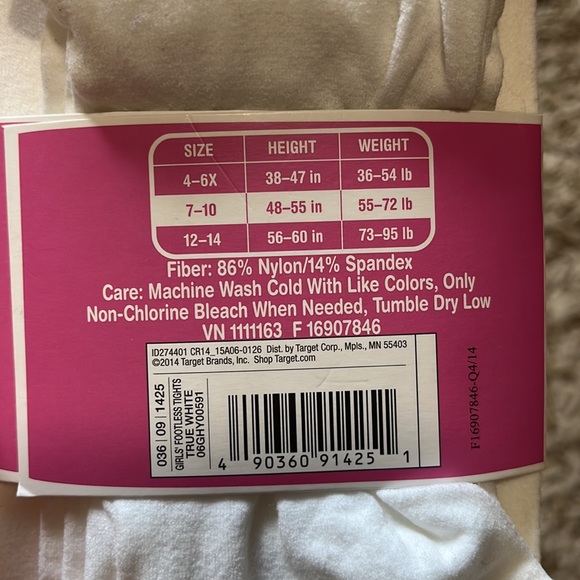 SIZE HEIGHT WEIGHT
4–6X 38–47 in 36–54 lb
7–10 48–55 in 55–72 lb
12–14 56–60 in 73–95 lb
Fiber: 86% Nylon/14% Spandex
Care: Machine Wash Cold With Like Colors, Only
Non-Chlorine Bleach When Needed, Tumble Dry Low
VN 1111163 F 16907846
ID274401 CR14_15A06-0126 Dist. by Target Corp., Mpls., MN 55403
©2014 Target Brands, Inc. Shop Target.com
036 | 09 | 1425
GIRLS' FOOTLESS TIGHTS
TRUE WHITE
06GHY00591
4 90360 91425 1
F16907846-Q4/14